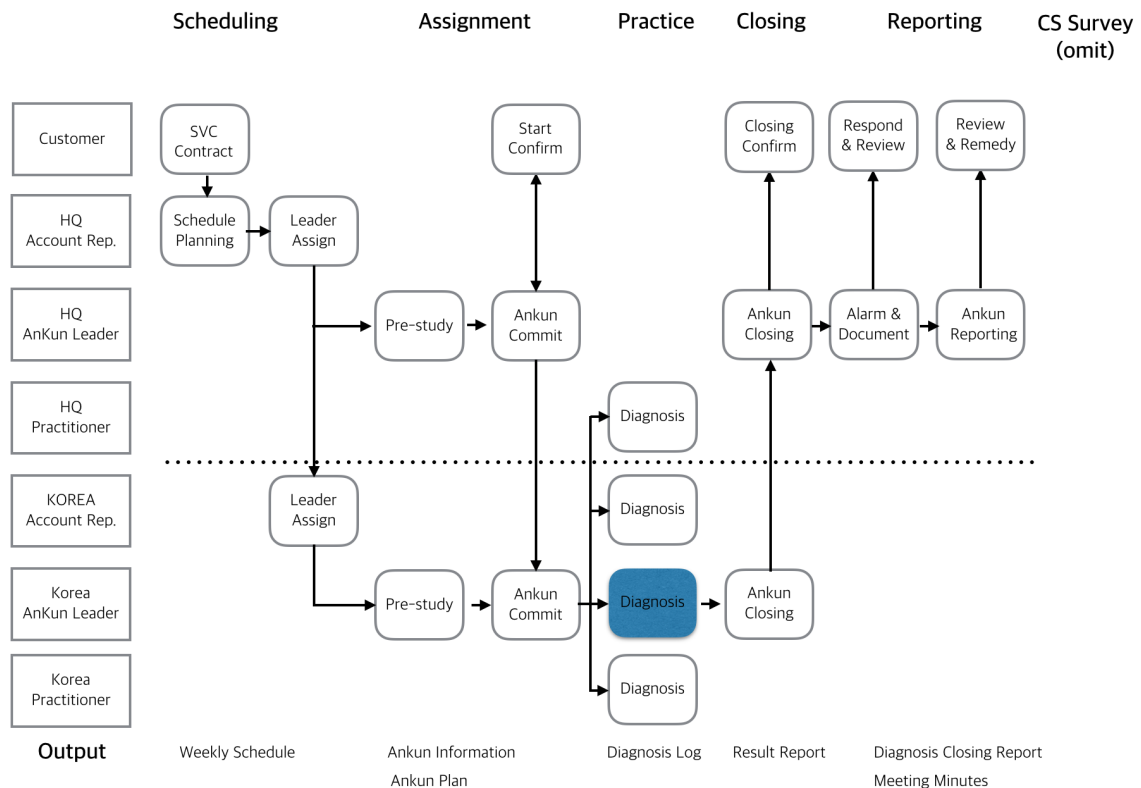 Scheduling
Assignment
Practice
Closing
Reporting
CS Survey
(omit)
Customer
SVC
Contract
Start
Confirm
Closing
Confirm
Respond
& Review
Review
& Remedy
HQ
Account Rep.
Schedule
Planning
Leader
Assign
HQ
AnKun Leader
Pre-study
Ankun
Commit
Ankun
Closing
Alarm &
Document
Ankun
Reporting
HQ
Practitioner
Diagnosis
KOREA
Account Rep.
Leader
Assign
Diagnosis
Korea
AnKun Leader
Pre-study
Ankun
Commit
Diagnosis
Ankun
Closing
Korea
Practitioner
Diagnosis
Output
Weekly Schedule
Ankun Information
Ankun Plan
Diagnosis Log
Result Report
Diagnosis Closing Report
Meeting Minutes